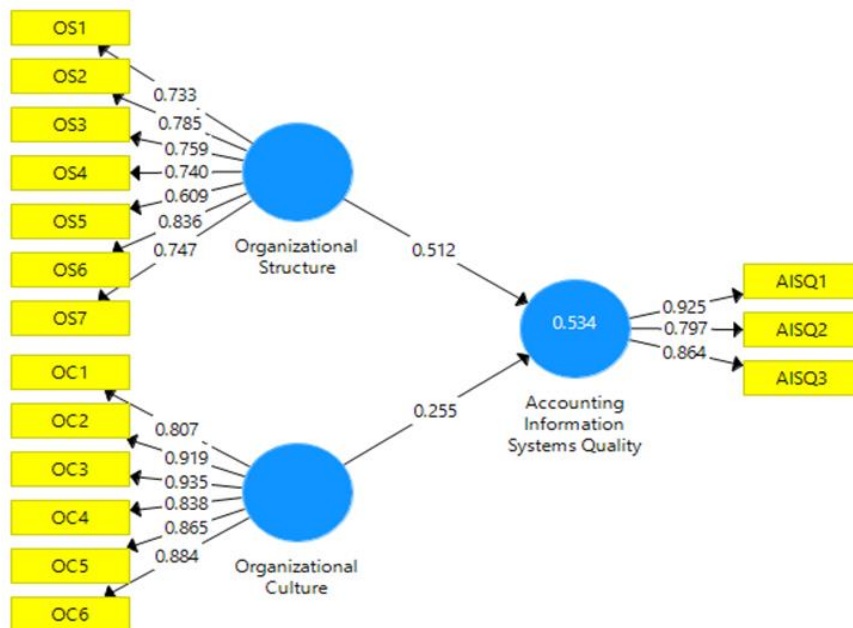 OS1
OS2
OS3
OS4
OS5
OS6
OS7
0.733
0.785
0.759
0.740
0.609
0.836
0.747
Organizational
Structure
OC1
OC2
OC3
OC4
OC5
OC6
0.807
0.919
0.935
0.838
0.865
0.884
Organizational
Culture
0.512
0.255
0.534
Accounting
Information
Systems Quality
0.925
0.797
0.864
AISQ1
AISQ2
AISQ3